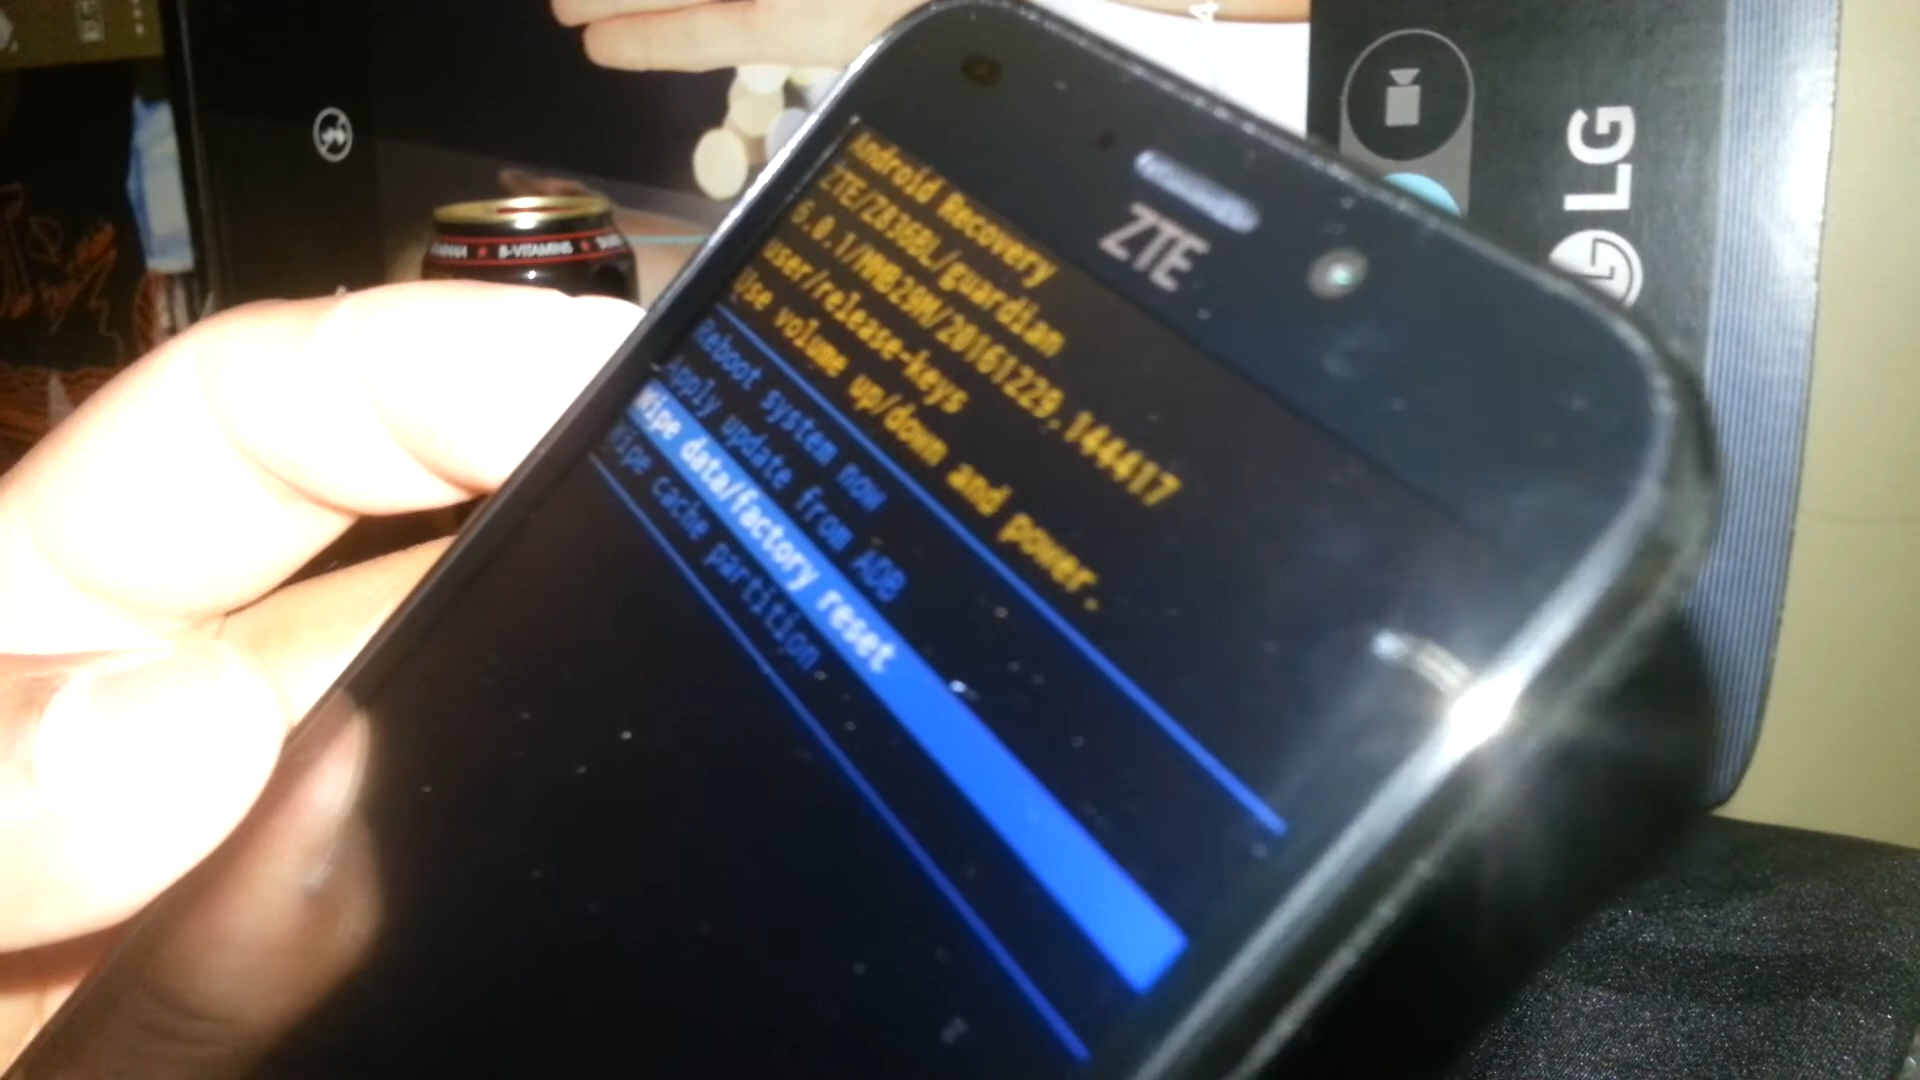 Android Recovery
ZTE/Z836BL/guardian
6.0.1/MMB29M/20161229.144417
user/release-keys
Use volume up/down and power.
Reboot system now
Apply update from ADB
Wipe data/factory reset
Wipe cache partition
ZTE
LG
B-VITAMINS